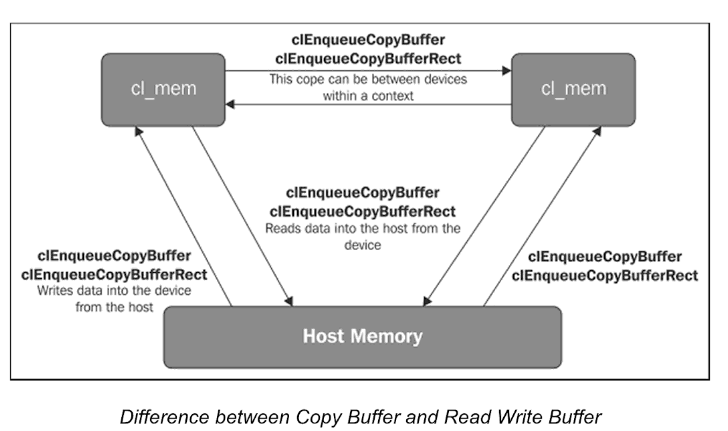 clEnqueueCopyBuffer
clEnqueueCopyBufferRect
This cope can be between devices
within a context
cl_mem
cl_mem
clEnqueueCopyBuffer
clEnqueueCopyBufferRect
Reads data into the host from the
device
clEnqueueCopyBuffer
clEnqueueCopyBufferRect
Writes data into the device
from the host
clEnqueueCopyBuffer
clEnqueueCopyBufferRect
Host Memory
Difference between Copy Buffer and Read Write Buffer